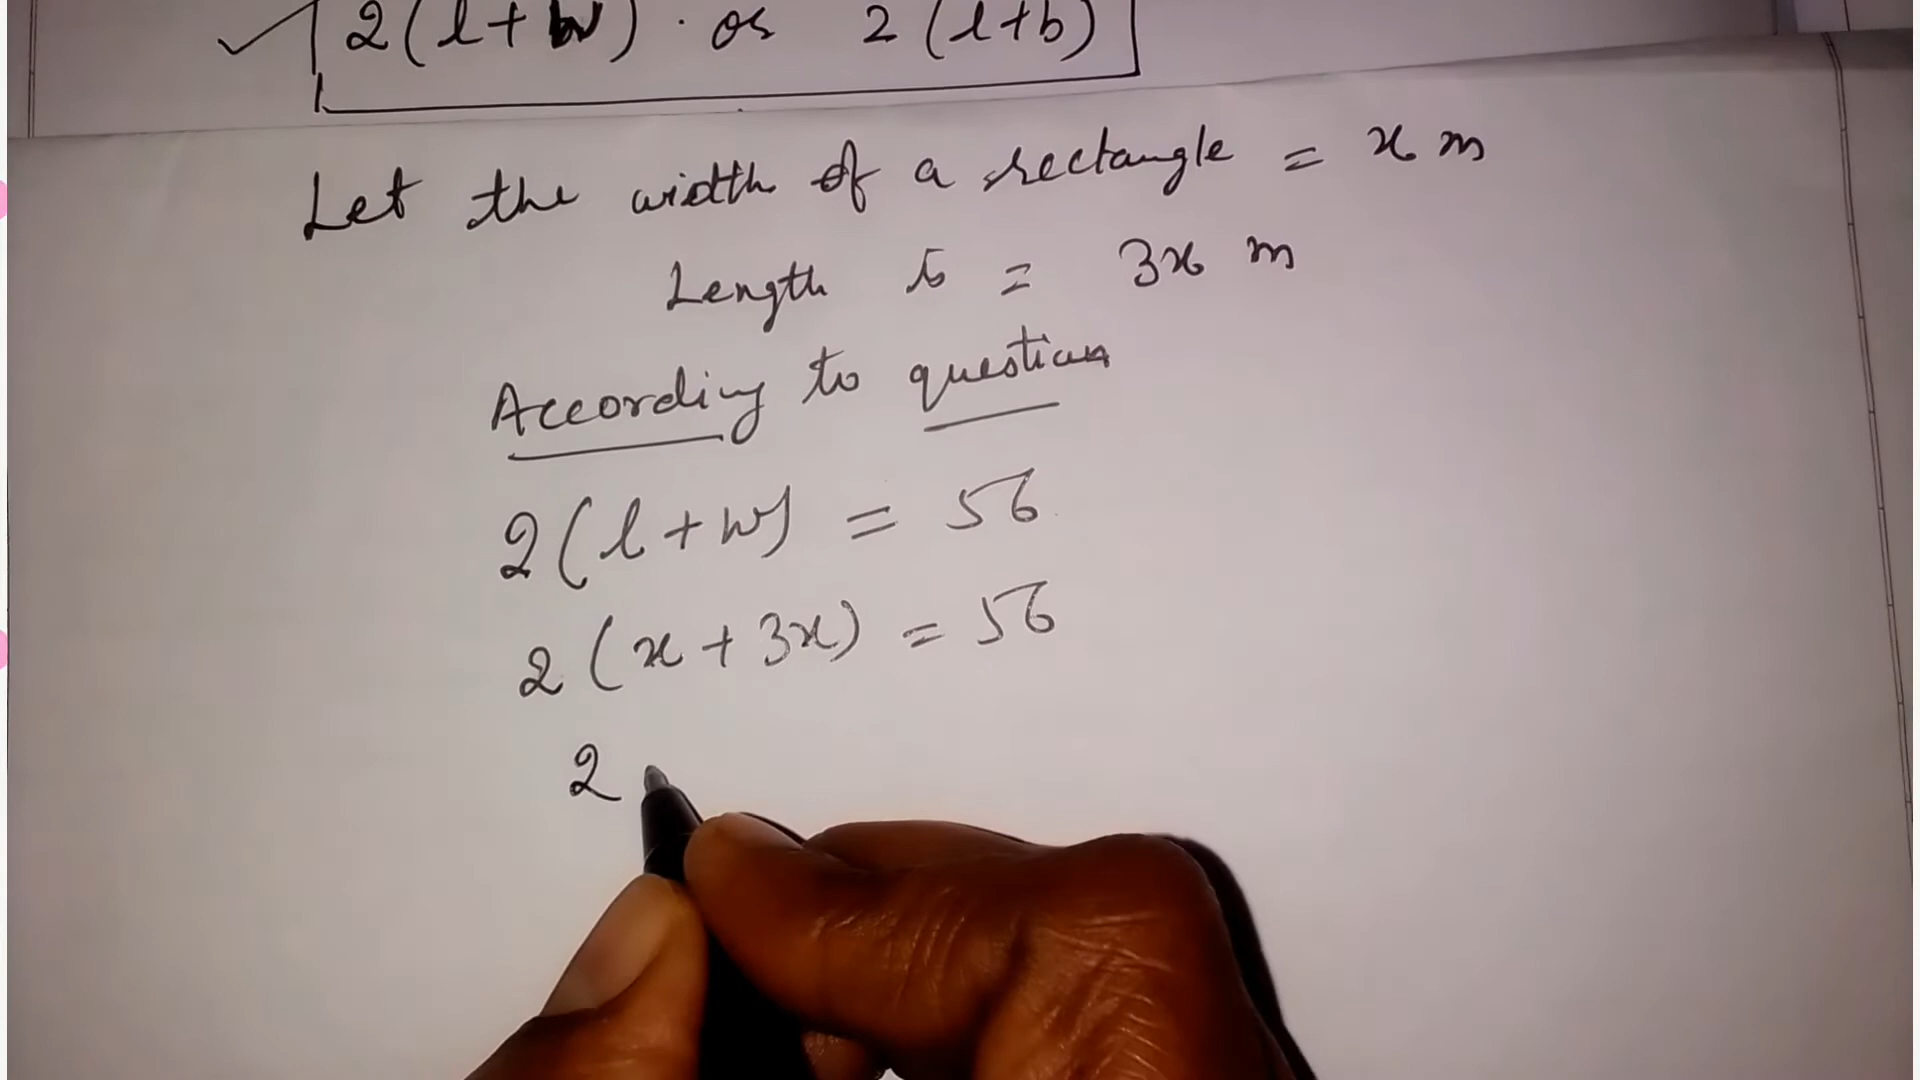 2(l+w) . or 2(l+b)
Let the width of a rectangle = x m
Length is = 3x m
According to question
2(l+w) = 56
2(x+3x) = 56
2